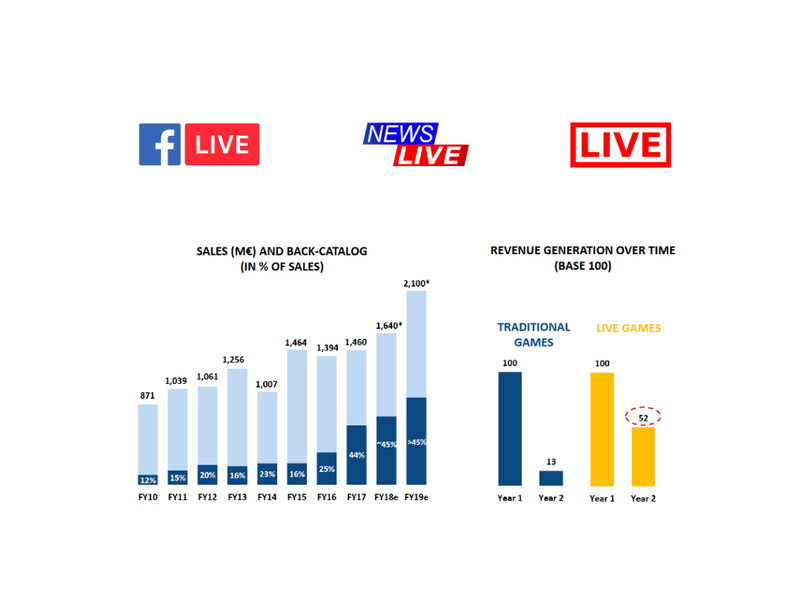 f LIVE
NEWS
LIVE
LIVE
SALES (M€) AND BACK-CATALOG
(IN % OF SALES)
REVENUE GENERATION OVER TIME
(BASE 100)
2,100*
1,640*
1,464
1,460
1,394
1,256
1,061
1,039
1,007
871
12%
15%
20%
16%
23%
16%
25%
44%
~45%
>45%
FY10 FY11 FY12 FY13 FY14 FY15 FY16 FY17 FY18e FY19e
TRADITIONAL
GAMES
LIVE GAMES
100
13
100
52
Year 1 Year 2 Year 1 Year 2